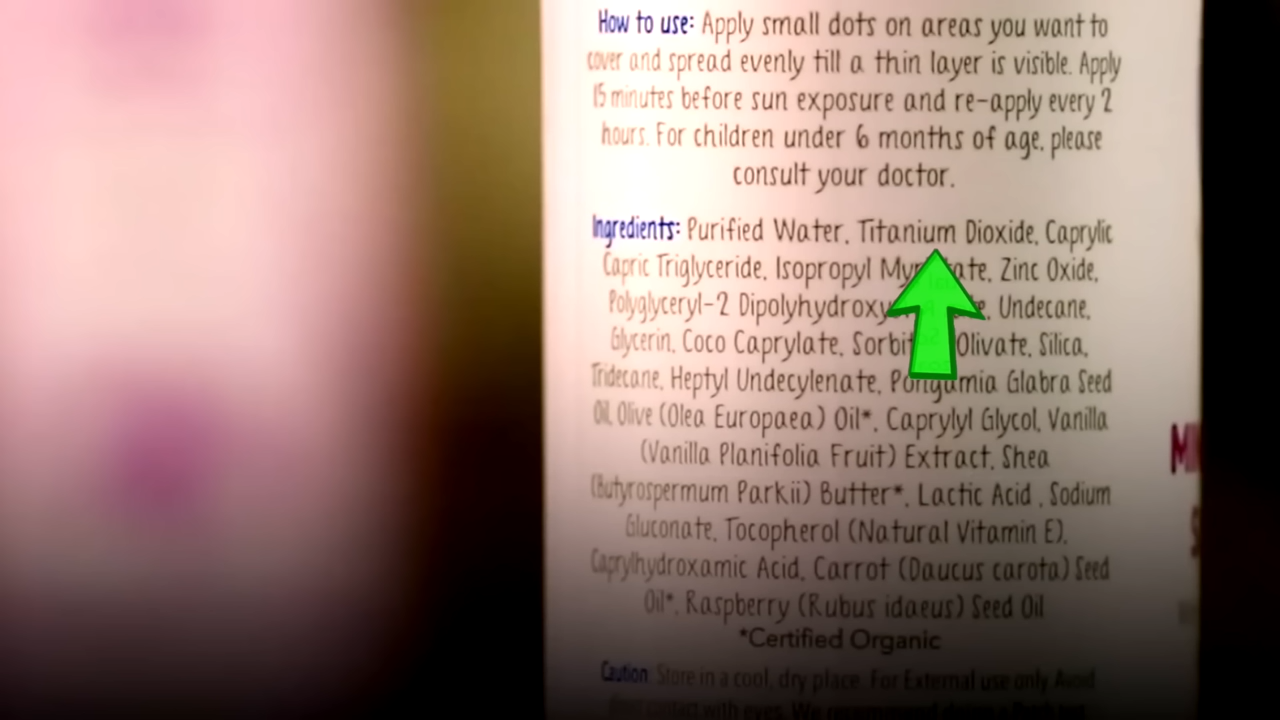 How to use: Apply small dots on areas you want to
cover and spread evenly till a thin layer is visible. Apply
15 minutes before sun exposure and re-apply every 2
hours. For children under 6 months of age, please
consult your doctor.
Ingredients: Purified Water, Titanium Dioxide, Caprylic
Capric Triglyceride, Isopropyl Zinc Oxide,
Polyglyceryl-2 Undecane,
Glycerin, Coco Caprylate, Olivate, Silica,
Tridecane, Heptyl Undecylenate, Pongamia Glabra Seed
Oil, Olive (Olea Europaea) Oil*, Caprylyl Glycol, Vanilla
(Vanilla Planifolia Fruit) Extract, Shea
(Butyrospermum Parkii) Butter*, Lactic Acid , Sodium
Gluconate, Tocopherol (Natural Vitamin E),
Caprylhydroxamic Acid, Carrot (Daucus carota) Seed
Oil*, Raspberry (Rubus idaeus) Seed Oil
*Certified Organic
Caution: Store in a cool, dry place. For External use only. Avoid
contact with eyes. We